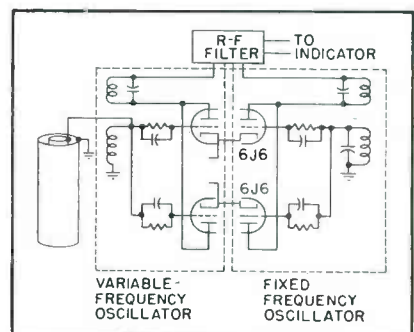 R-F
FILTER
TO
INDICATOR
6J6
6J6
VARIABLE-
FREQUENCY
OSCILLATOR
FIXED
FREQUENCY
OSCILLATOR